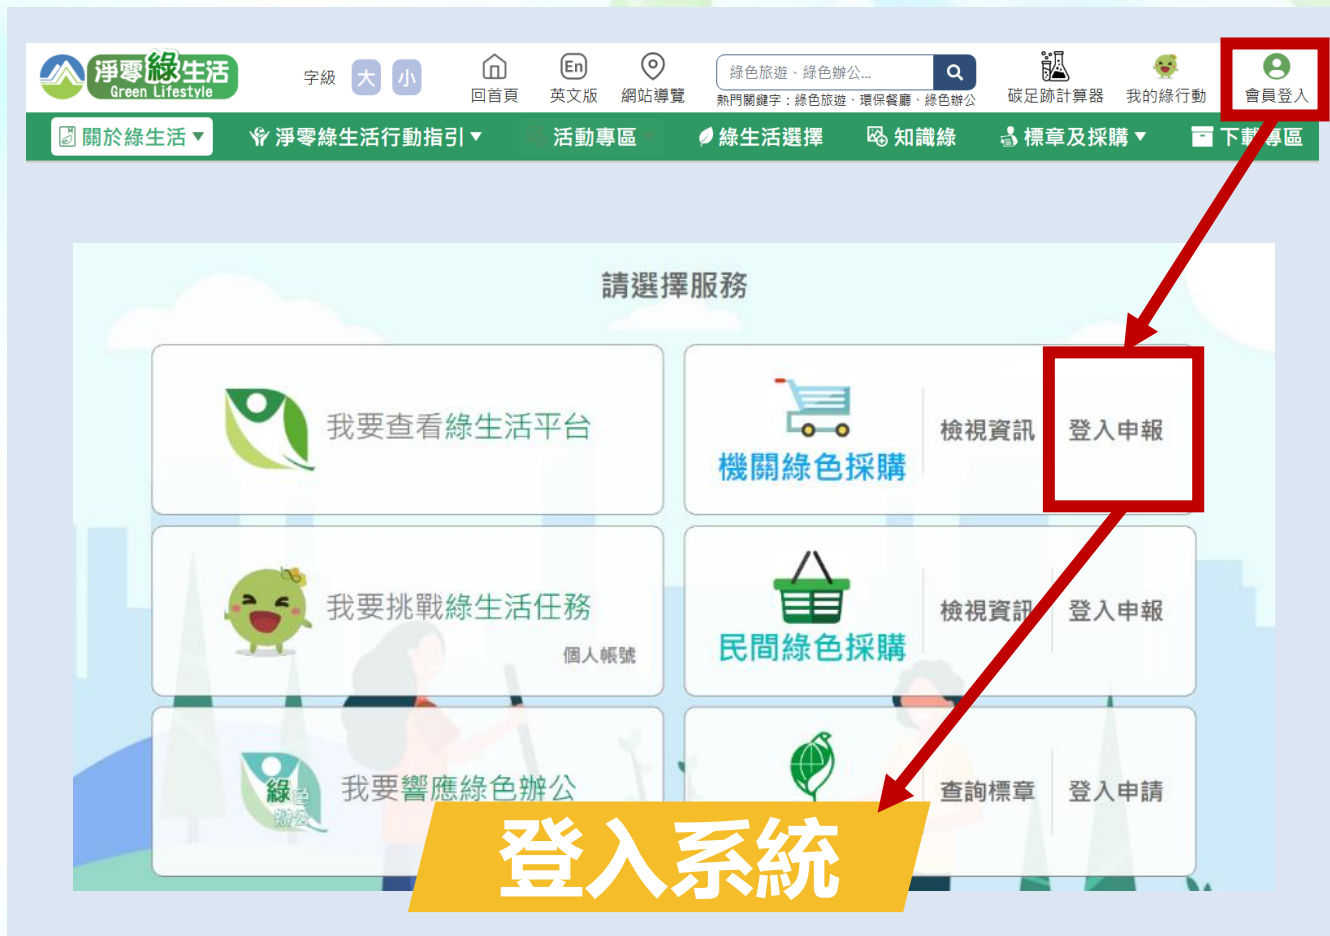 淨零綠生活
Green Lifestyle
字級 大 小
回首頁
英文版
En
網站導覽
綠色旅遊、綠色辦公...
熱門關鍵字：綠色旅遊、環保餐廳、綠色辦公
碳足跡計算器
我的綠行動
會員登入
關於綠生活▼
淨零綠生活行動指引▼
活動專區
綠生活選擇
知識綠
標章及採購▼
下載專區
請選擇服務
我要查看綠生活平台
機關綠色採購
檢視資訊
登入申報
我要挑戰綠生活任務
個人帳號
民間綠色採購
檢視資訊
登入申報
綠色辦公
我要響應綠色辦公
查詢標章
登入申請
登入系統